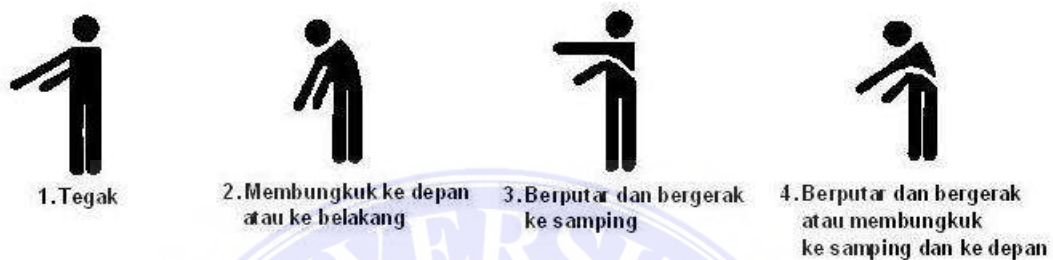 1.Tegak
2.Membungkuk ke depan
atau ke belakang
3.Berputar dan bergerak
ke samping
4.Berputar dan bergerak
atau membungkuk
ke samping dan ke depan
VERSI